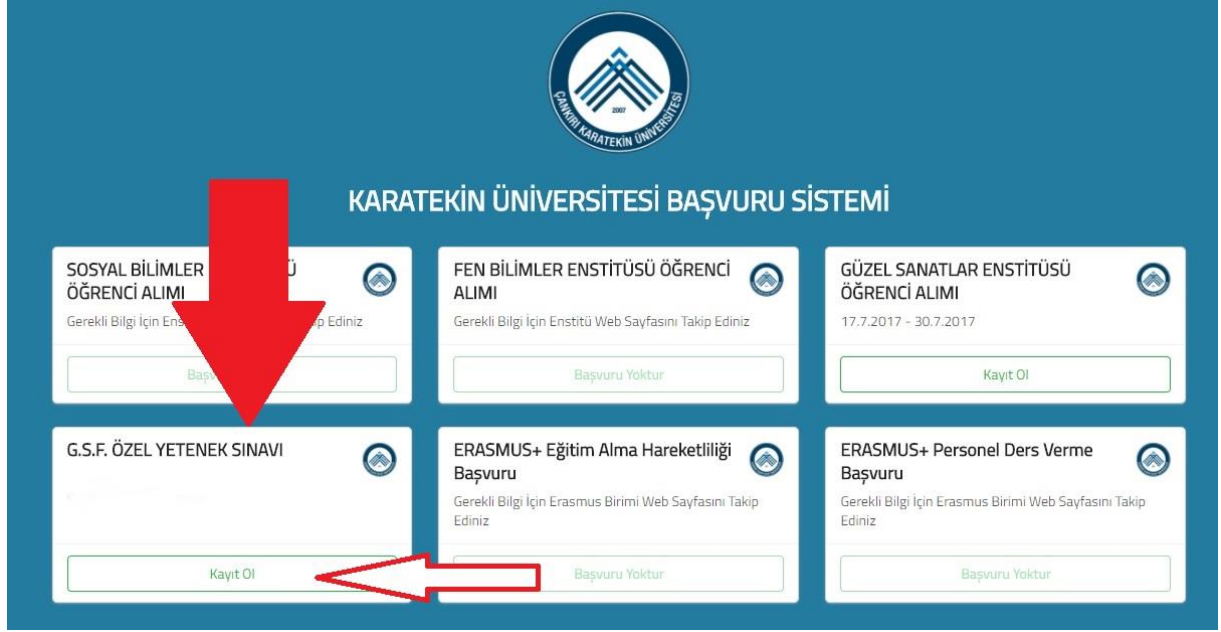 ÇANKIRI KARATEKİN ÜNİVERSİTESİ
2007
KARATEKİN ÜNİVERSİTESİ BAŞVURU SİSTEMİ
SOSYAL BİLİMLER
ÖĞRENCİ ALIMI
Gerekli Bilgi İçin Ediniz
FEN BİLİMLER ENSTİTÜSÜ ÖĞRENCİ
ALIMI
Gerekli Bilgi İçin Enstitü Web Sayfasını Takip Ediniz
Başvuru Yoktur
GÜZEL SANATLAR ENSTİTÜSÜ
ÖĞRENCİ ALIMI
17.7.2017 - 30.7.2017
Kayıt Ol
G.S.F. ÖZEL YETENEK SINAVI
Kayıt Ol
ERASMUS+ Eğitim Alma Hareketliliği
Başvuru
Gerekli Bilgi İçin Erasmus Birimi Web Sayfasını Takip
Ediniz
Başvuru Yoktur
ERASMUS+ Personel Ders Verme
Başvuru
Gerekli Bilgi İçin Erasmus Birimi Web Sayfasını Takip
Ediniz
Başvuru Yoktur